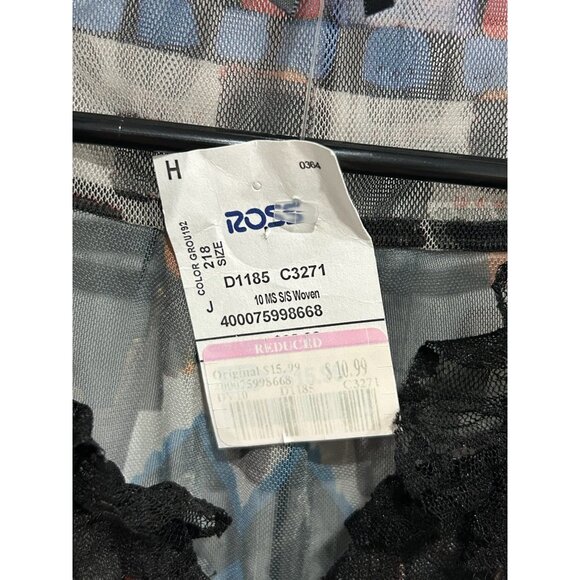 H
0364
ROSS
COLOR GROU192
J 218
SIZE
D1185 C3271
10 MS S/S Woven
400075998668
REDUCED
Original $15.99
$10.99
400075998668
D1185 C3271